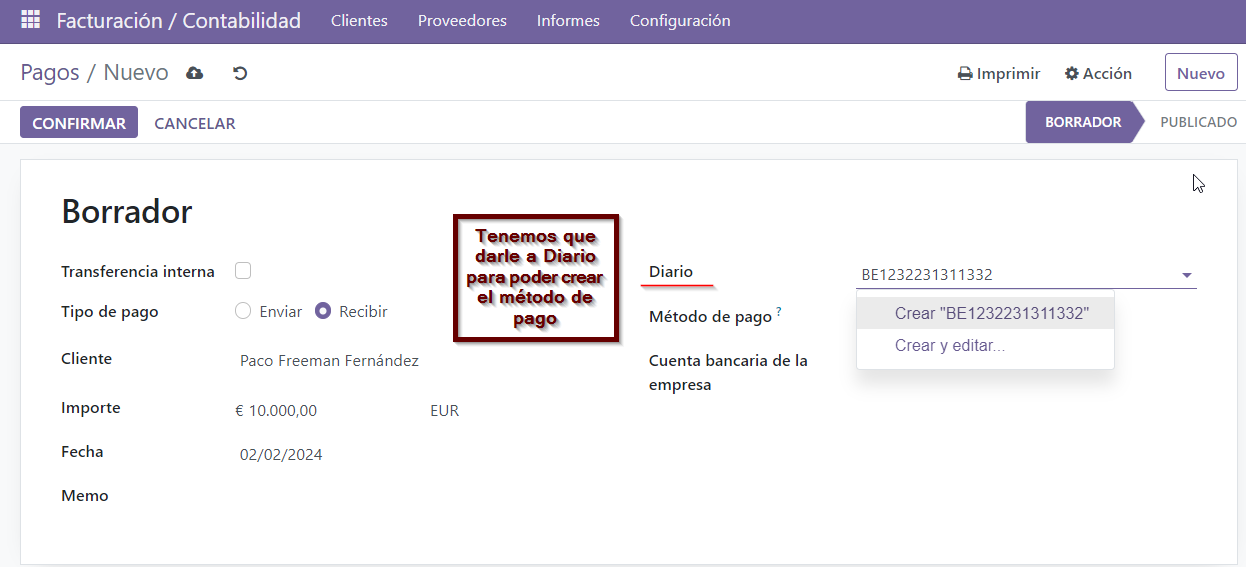 Facturación / Contabilidad Clientes Proveedores Informes Configuración
Pagos / Nuevo Imprimir Acción Nuevo
CONFIRMAR CANCELAR BORRADOR PUBLICADO
Borrador
Tenemos que
darle a Diario
para poder crear
el método de
pago
Transferencia interna
Tipo de pago Enviar Recibir
Cliente Paco Freeman Fernández
Importe € 10.000,00 EUR
Fecha 02/02/2024
Memo
Diario BE1232231311332
Crear "BE1232231311332"
Crear y editar...
Método de pago ?
Cuenta bancaria de la
empresa